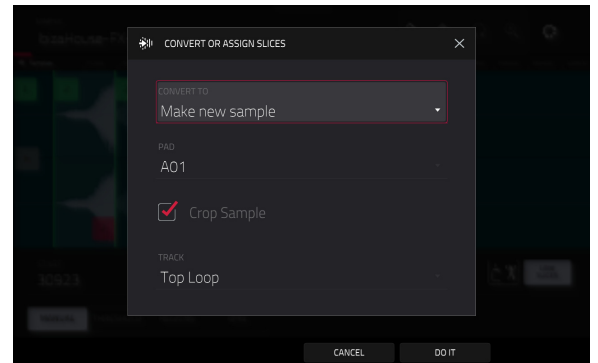 CONVERT OR ASSIGN SLICES
CONVERT TO
Make new sample
PAD
A01
Crop Sample
TRACK
Top Loop
30973
CANCEL
DO IT